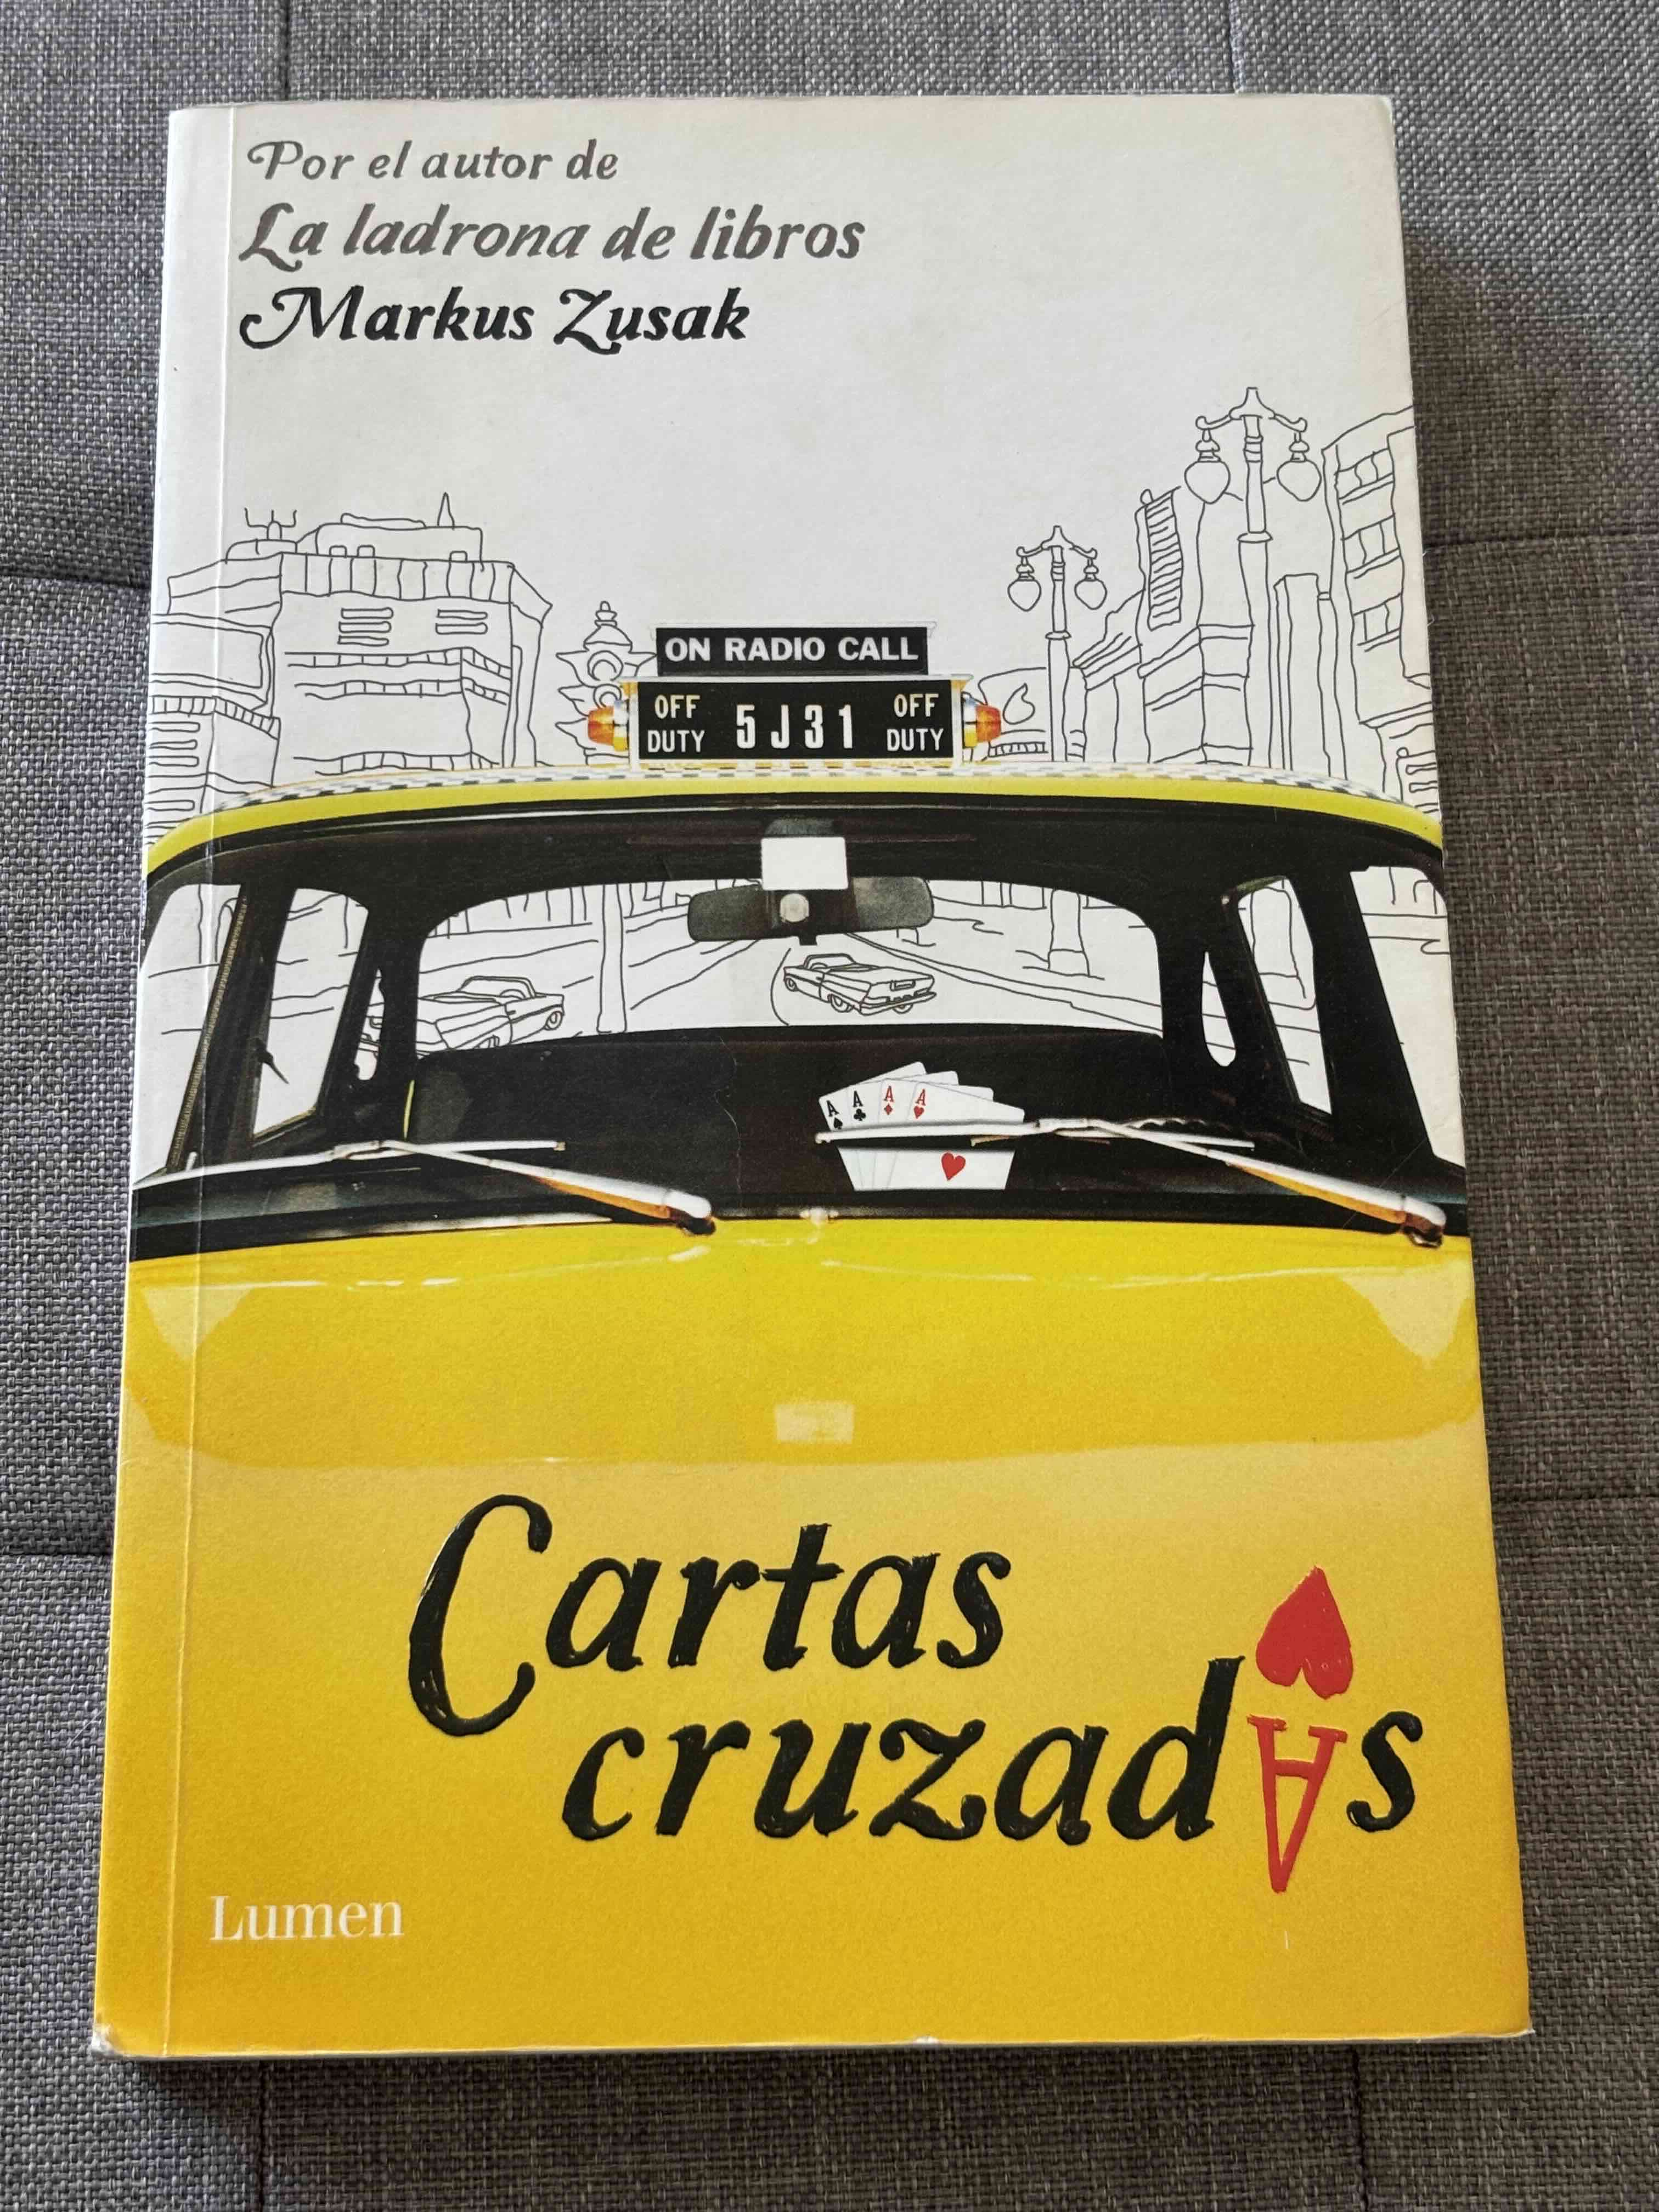 Por el autor de
La ladrona de libros
Markus Zusak
ON RADIO CALL
OFF DUTY 5J31 OFF DUTY
A A A A
Cartas
cruzadAs
Lumen